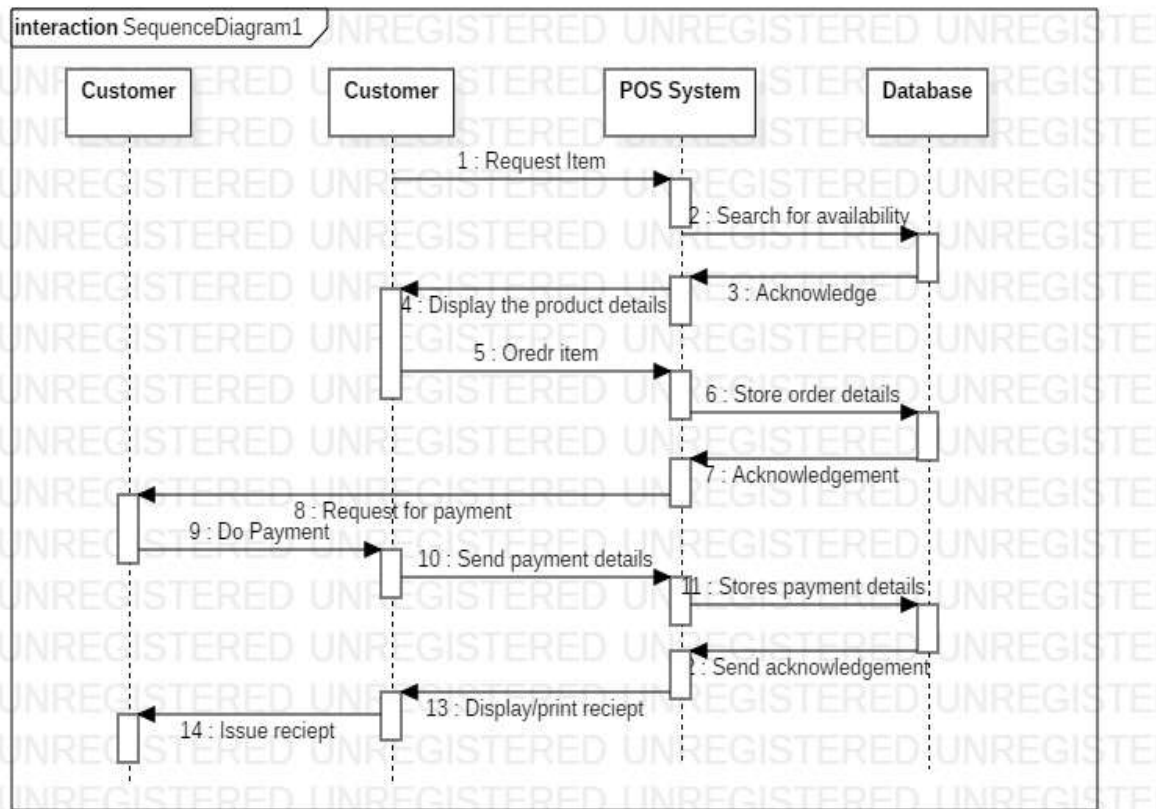 interaction SequenceDiagram1
Customer
Customer
POS System
Database
1 : Request Item
2 : Search for availability
3 : Acknowledge
4 : Display the product details
5 : Oredr item
6 : Store order details
7 : Acknowledgement
8 : Request for payment
9 : Do Payment
10 : Send payment details
11 : Stores payment details
2 : Send acknowledgement
13 : Display/print reciept
14 : Issue reciept
UNREGISTERED